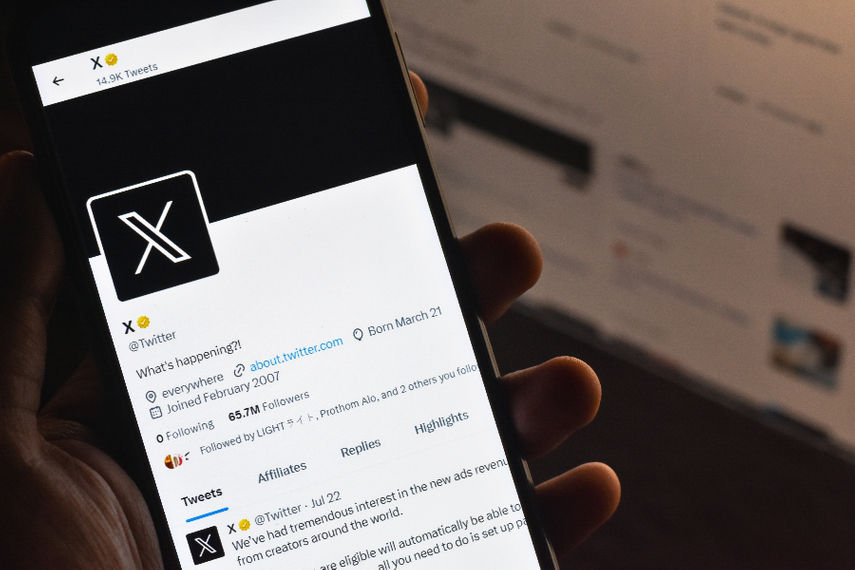 X
14.9K Tweets
X
X
@Twitter
What's happening?!
everywhere about.twitter.com Born March 21
Joined February 2007
0 Following 65.7M Followers
Followed by LIGHT ライト, Prothom Alo, and 2 others you follo
Tweets Affiliates Replies Highlights
X @Twitter · Jul 22
We've had tremendous interest in the new ads revenu
from creators around the world.
are eligible will automatically be able to
all you need to do is set up pa